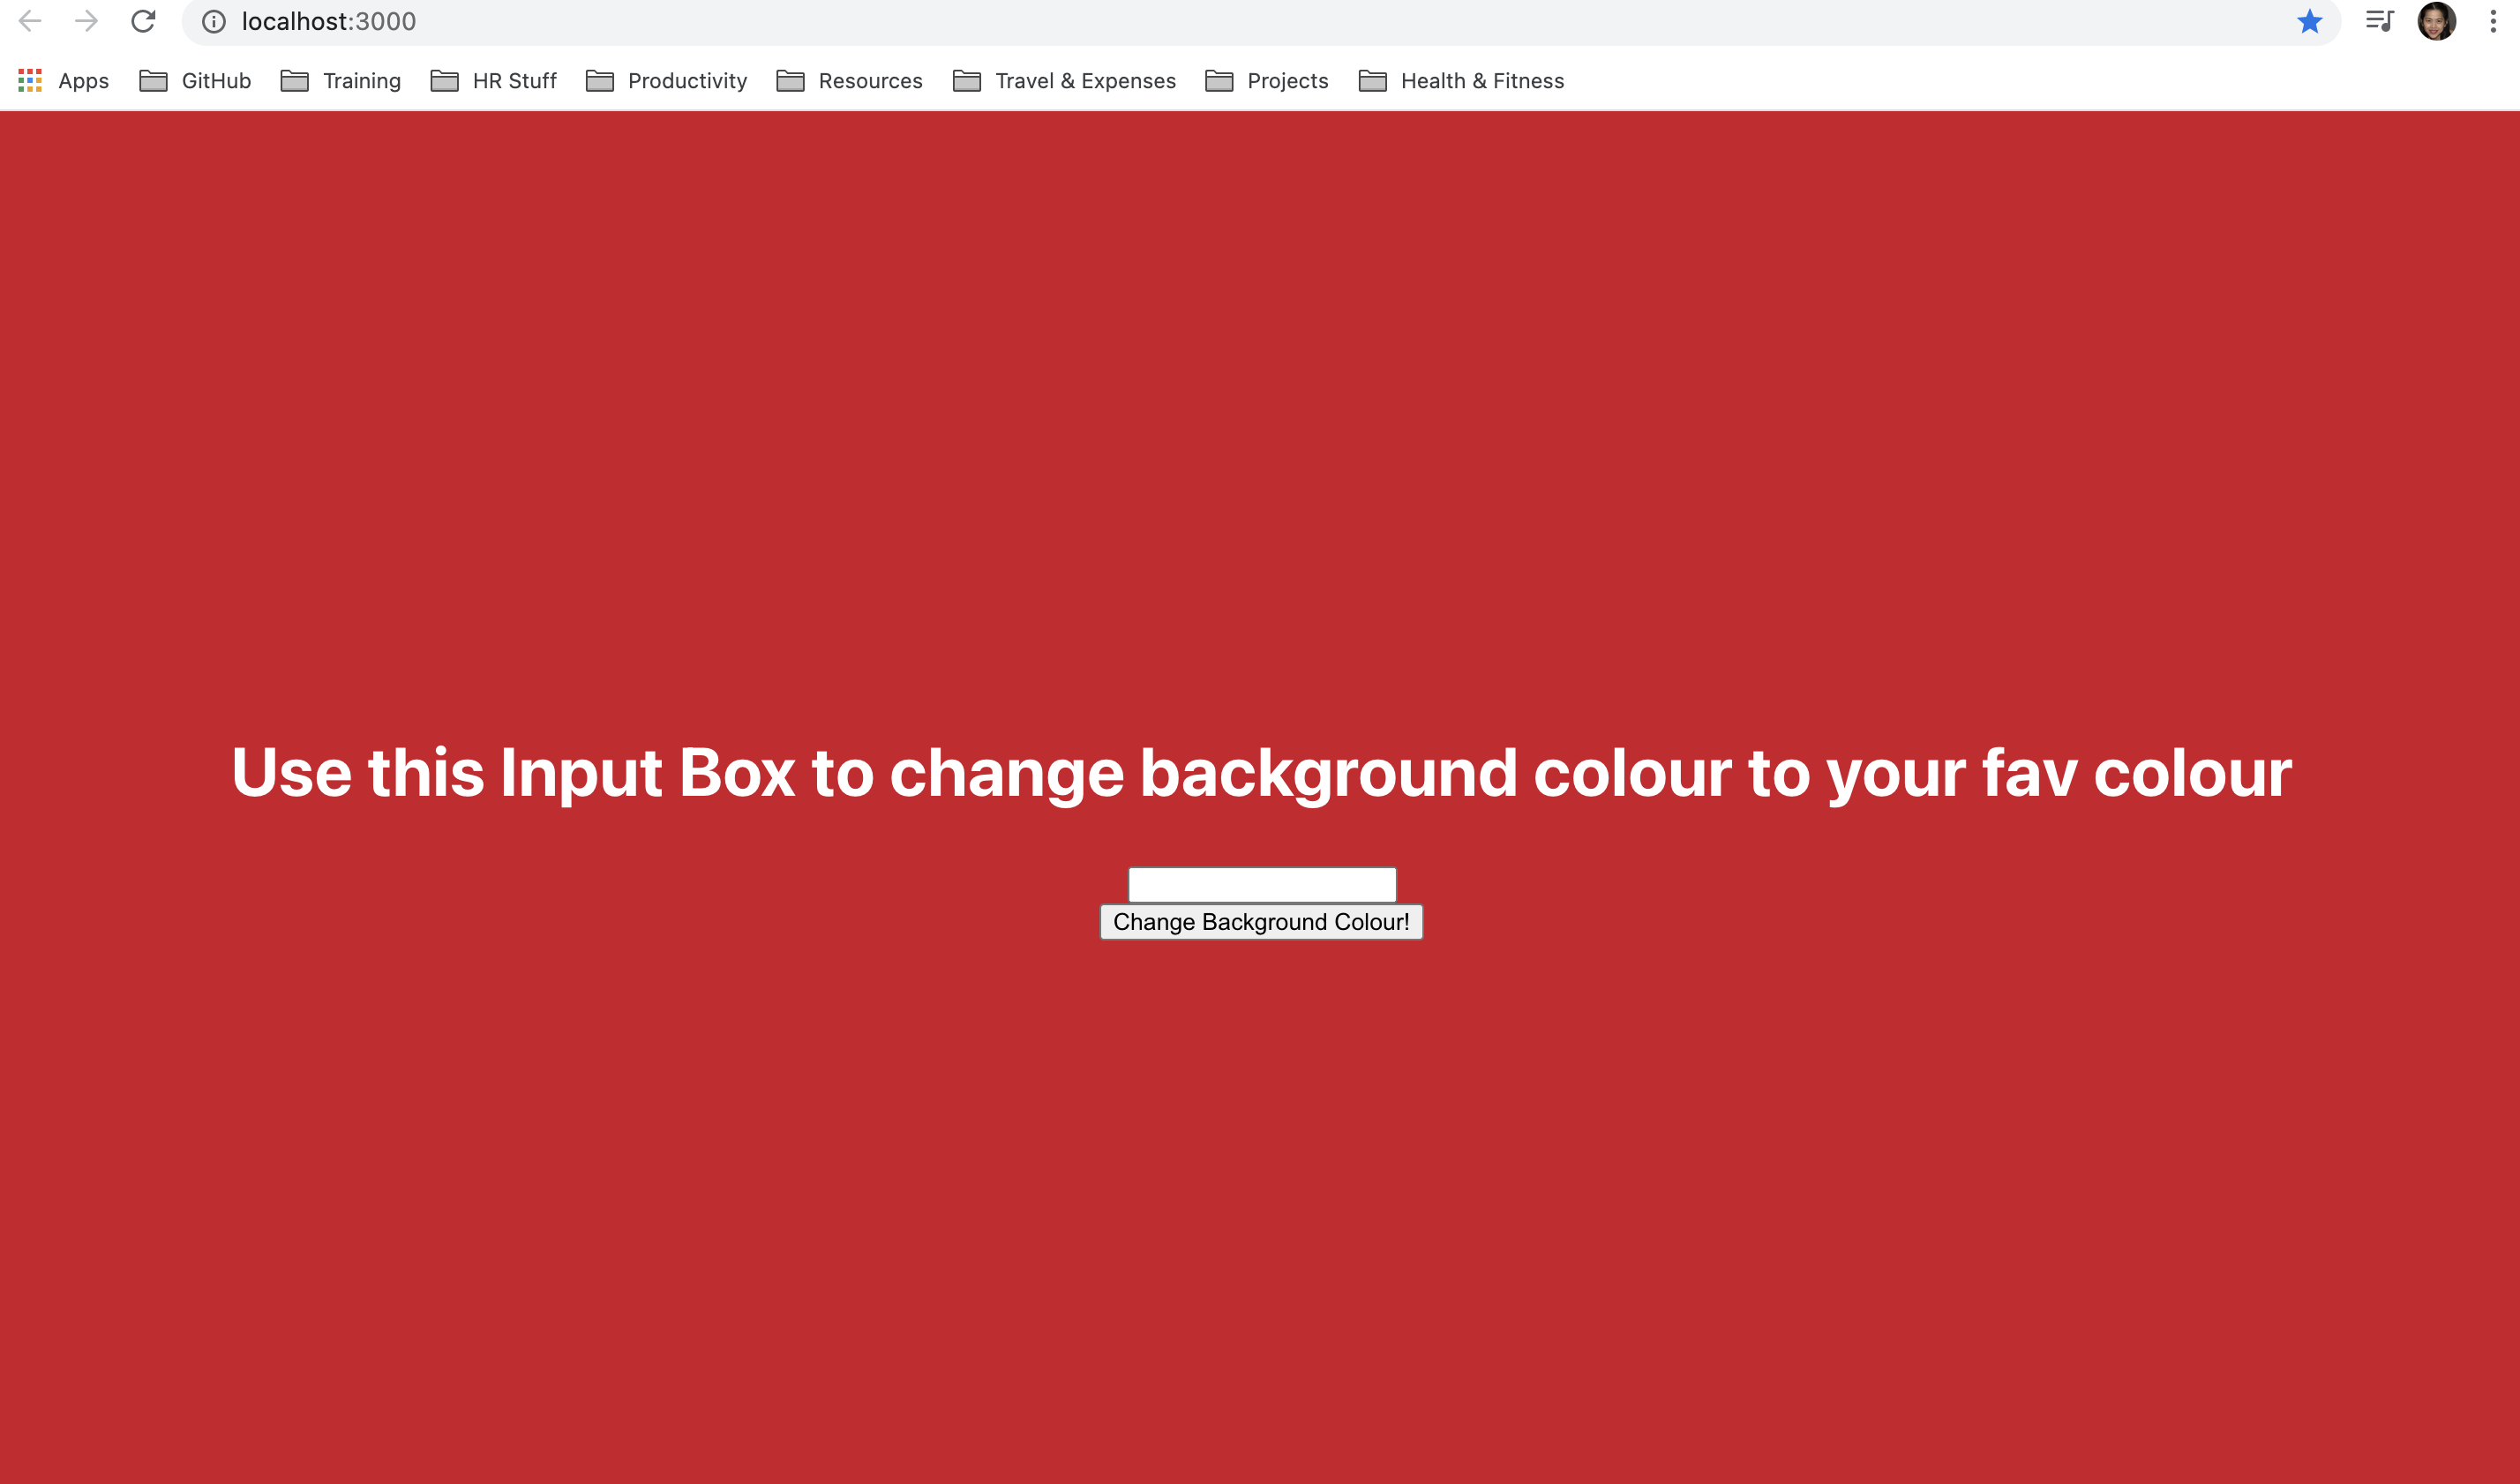 localhost:3000
Apps GitHub Training HR Stuff Productivity Resources Travel & Expenses Projects Health & Fitness
Use this Input Box to change background colour to your fav colour
Change Background Colour!